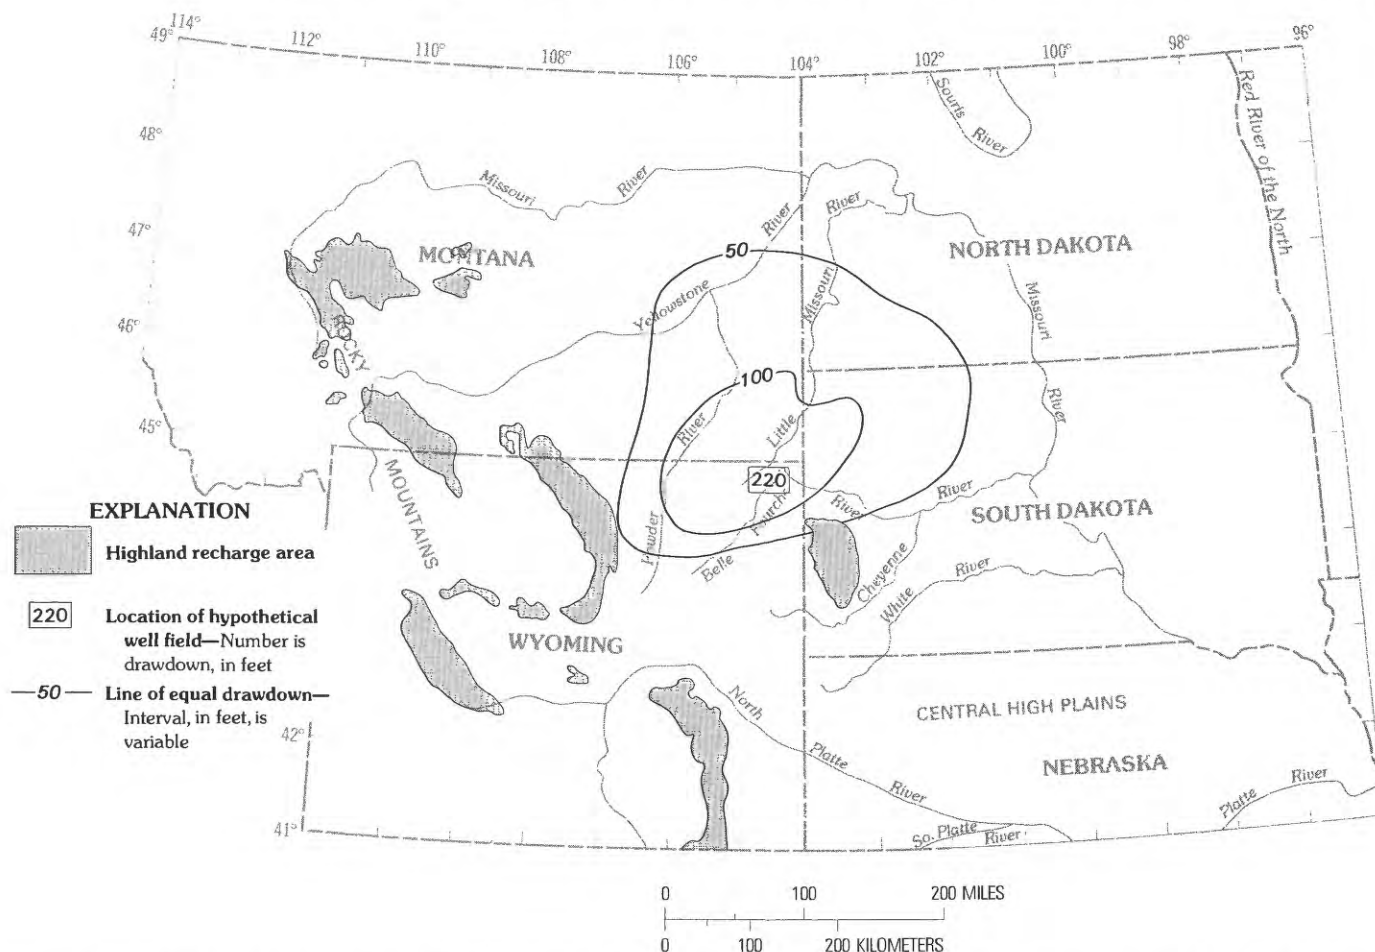 114°
49°
112°
110°
108°
106°
104°
102°
100°
98°
96°
Souris
River
Red River of the North
48°
Missouri
River
47°
MONTANA
River
River
NORTH DAKOTA
50
Missouri
Missouri
46°
ROCKY
Yellowstone
100
River
45°
River
Little
MOUNTAINS
220
Fourche
River
River
SOUTH DAKOTA
Powder
Belle
Cheyenne
White
River
WYOMING
North
Platte
River
CENTRAL HIGH PLAINS
NEBRASKA
42°
41°
So. Platte
River
Platte
River
EXPLANATION
Highland recharge area
220
Location of hypothetical
well field—Number is
drawdown, in feet
—50— Line of equal drawdown—
Interval, in feet, is
variable
0 100 200 MILES
0 100 200 KILOMETERS